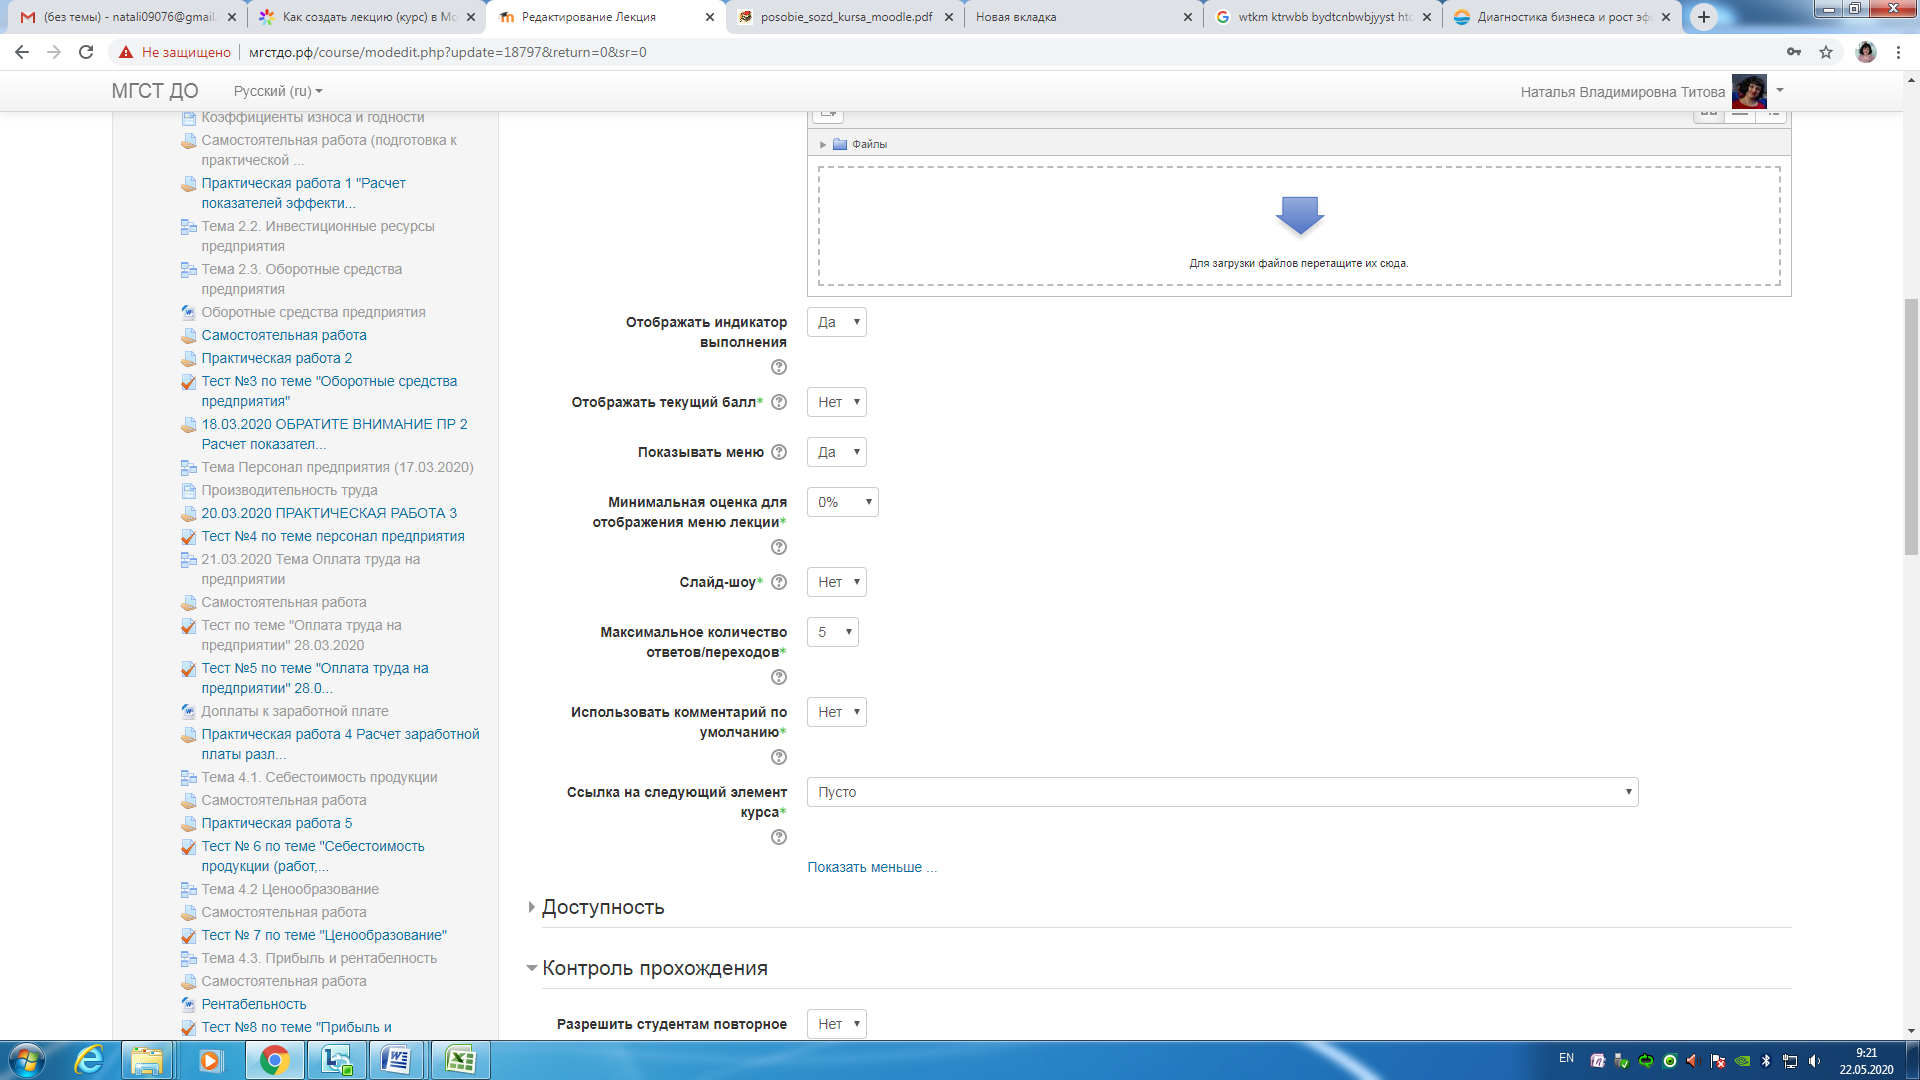 (без темы) - natali09076@gmail.
Как создать лекцию (курс) в Mo
Редактирование Лекция
posobie_sozd_kursa_moodle.pdf
Новая вкладка
wtkm ktrwbb bydtcnbwbjyyst htc
Диагностика бизнеса и рост эф
Не защищено
мгстдо.рф/course/modedit.php?update=18797&return=0&sr=0
МГСТ ДО
Русский (ru)
Наталья Владимировна Титова
Коэффициенты износа и годности
Самостоятельная работа (подготовка к
практической ...
Практическая работа 1 "Расчет
показателей эффекти...
Тема 2.2. Инвестиционные ресурсы
предприятия
Тема 2.3. Оборотные средства
предприятия
Оборотные средства предприятия
Самостоятельная работа
Практическая работа 2
Тест №3 по теме "Оборотные средства
предприятия"
18.03.2020 ОБРАТИТЕ ВНИМАНИЕ ПР 2
Расчет показател...
Тема Персонал предприятия (17.03.2020)
Производительность труда
20.03.2020 ПРАКТИЧЕСКАЯ РАБОТА 3
Тест №4 по теме персонал предприятия
21.03.2020 Тема Оплата труда на
предприятии
Самостоятельная работа
Тест по теме "Оплата труда на
предприятии" 28.03.2020
Тест №5 по теме "Оплата труда на
предприятии" 28.0...
Доплаты к заработной плате
Практическая работа 4 Расчет заработной
платы разл...
Тема 4.1. Себестоимость продукции
Самостоятельная работа
Практическая работа 5
Тест № 6 по теме "Себестоимость
продукции (работ,...
Тема 4.2 Ценообразование
Самостоятельная работа
Тест № 7 по теме "Ценообразование"
Тема 4.3. Прибыль и рентабелность
Самостоятельная работа
Рентабельность
Тест №8 по теме "Прибыль и
Файлы
Для загрузки файлов перетащите их сюда.
Отображать индикатор
выполнения
Да
Отображать текущий балл*
Нет
Показывать меню
Да
Минимальная оценка для
отображения меню лекции*
0%
Слайд-шоу*
Нет
Максимальное количество
ответов/переходов*
5
Использовать комментарий по
умолчанию*
Нет
Ссылка на следующий элемент
курса*
Пусто
Показать меньше ...
Доступность
Контроль прохождения
Разрешить студентам повторное
Нет
EN
9:21
22.05.2020